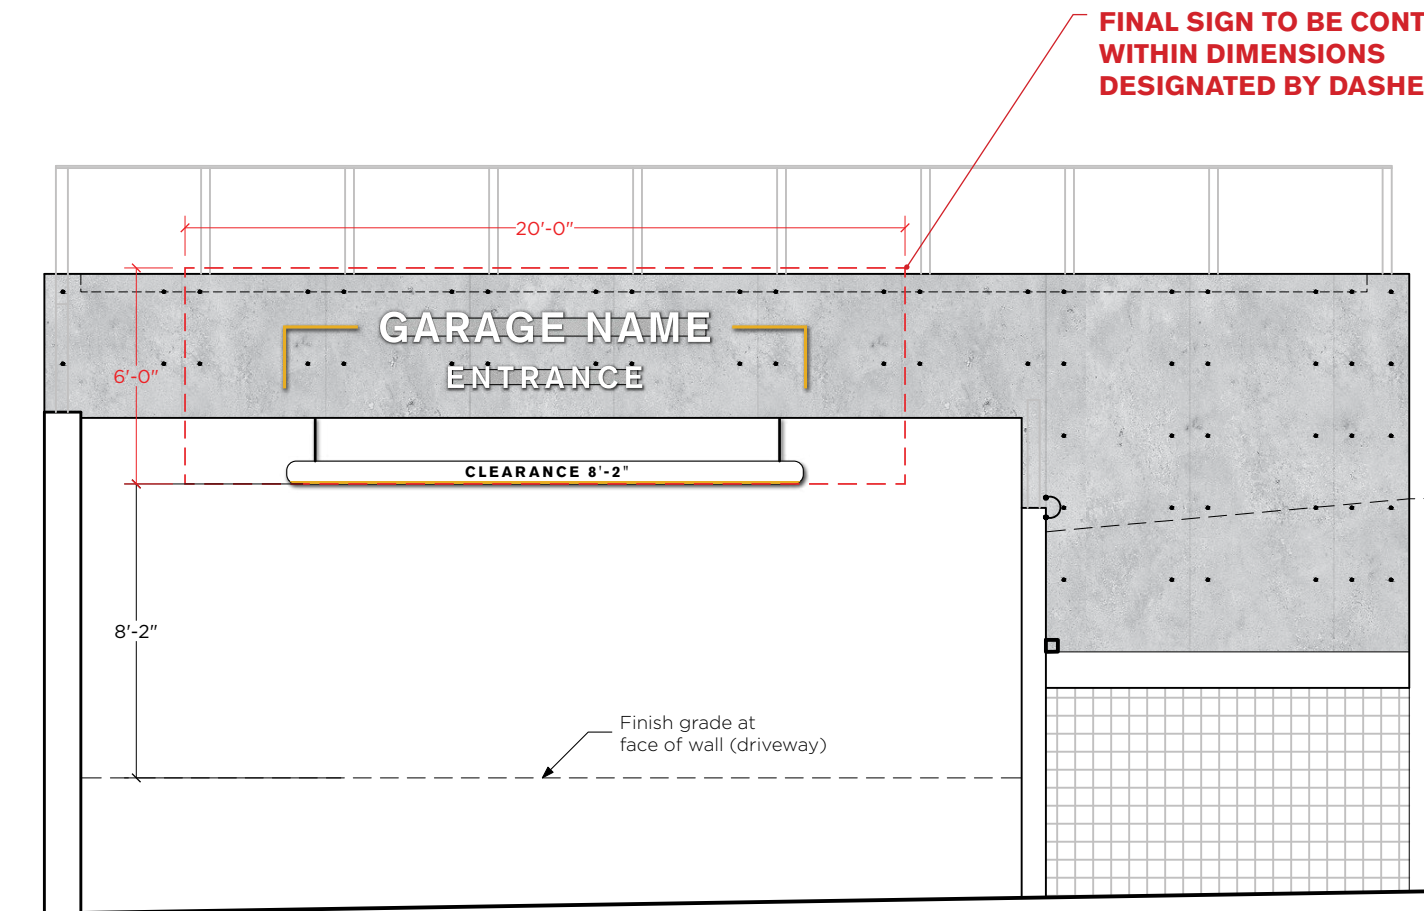 FINAL SIGN TO BE CONT
WITHIN DIMENSIONS
DESIGNATED BY DASHE
20'-0"
GARAGE NAME
6'-0"
ENTRANCE
CLEARANCE 8'-2"
8'-2"
Finish grade at
face of wall (driveway)